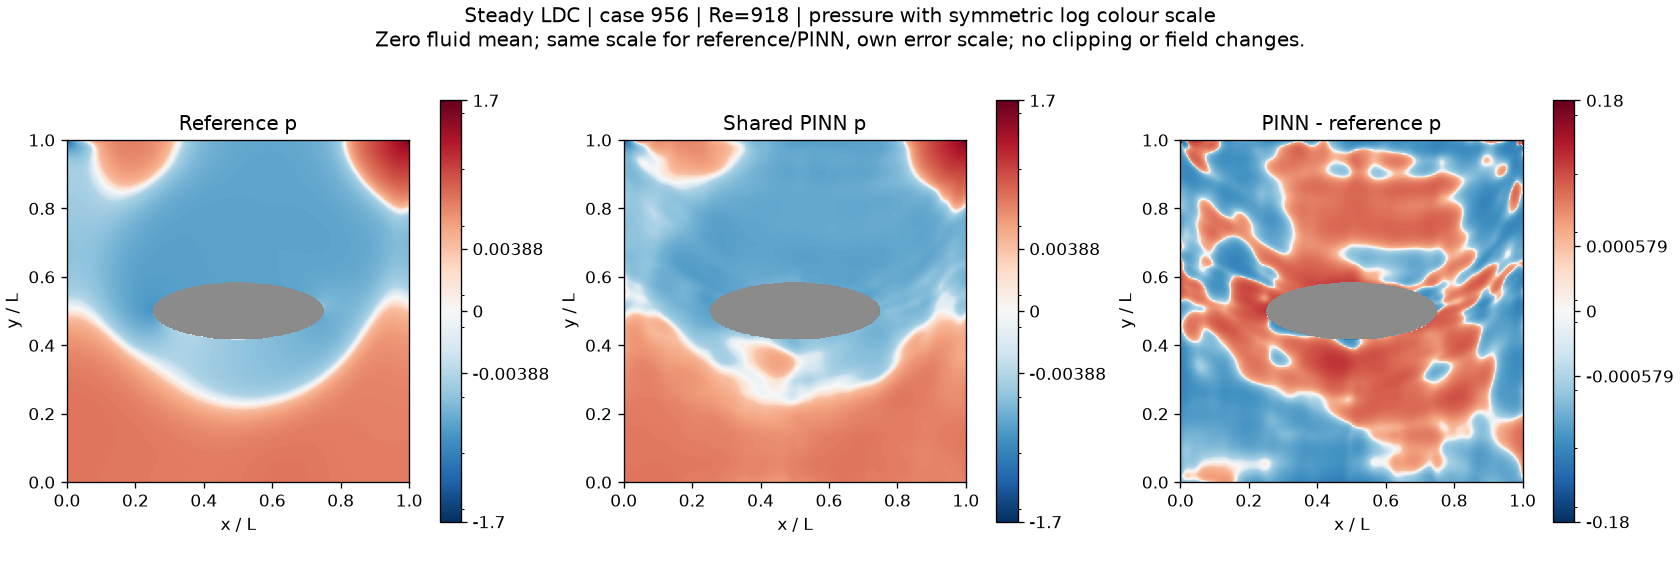 Steady LDC | case 956 | Re=918 | pressure with symmetric log colour scale
Zero fluid mean; same scale for reference/PINN, own error scale; no clipping or field changes.
Reference p
1.0
0.8
0.6
0.4
0.2
0.0
y / L
0.0 0.2 0.4 0.6 0.8 1.0
x / L
1.7
0.00388
0
-0.00388
-1.7
Shared PINN p
1.0
0.8
0.6
0.4
0.2
0.0
y / L
0.0 0.2 0.4 0.6 0.8 1.0
x / L
1.7
0.00388
0
-0.00388
-1.7
PINN - reference p
1.0
0.8
0.6
0.4
0.2
0.0
y / L
0.0 0.2 0.4 0.6 0.8 1.0
x / L
0.18
0.000579
0
-0.000579
-0.18